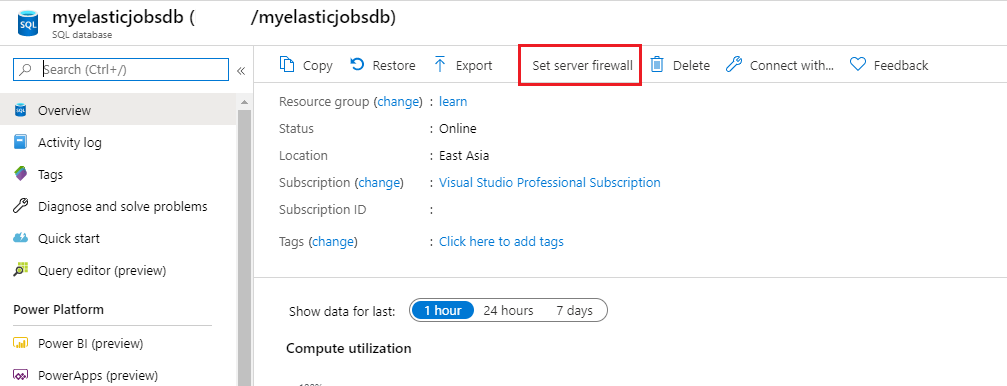 myelasticjobsdb ( /myelasticjobsdb)
SQL
SQL database
Search (Ctrl+/)
«
Copy
Restore
Export
Set server firewall
Delete
Connect with...
Feedback
Overview
Activity log
Tags
Diagnose and solve problems
Quick start
Query editor (preview)
Power Platform
Power BI (preview)
PowerApps (preview)
Resource group (change) : learn
Status : Online
Location : East Asia
Subscription (change) : Visual Studio Professional Subscription
Subscription ID :
Tags (change) : Click here to add tags
Show data for last: 1 hour 24 hours 7 days
Compute utilization
100%